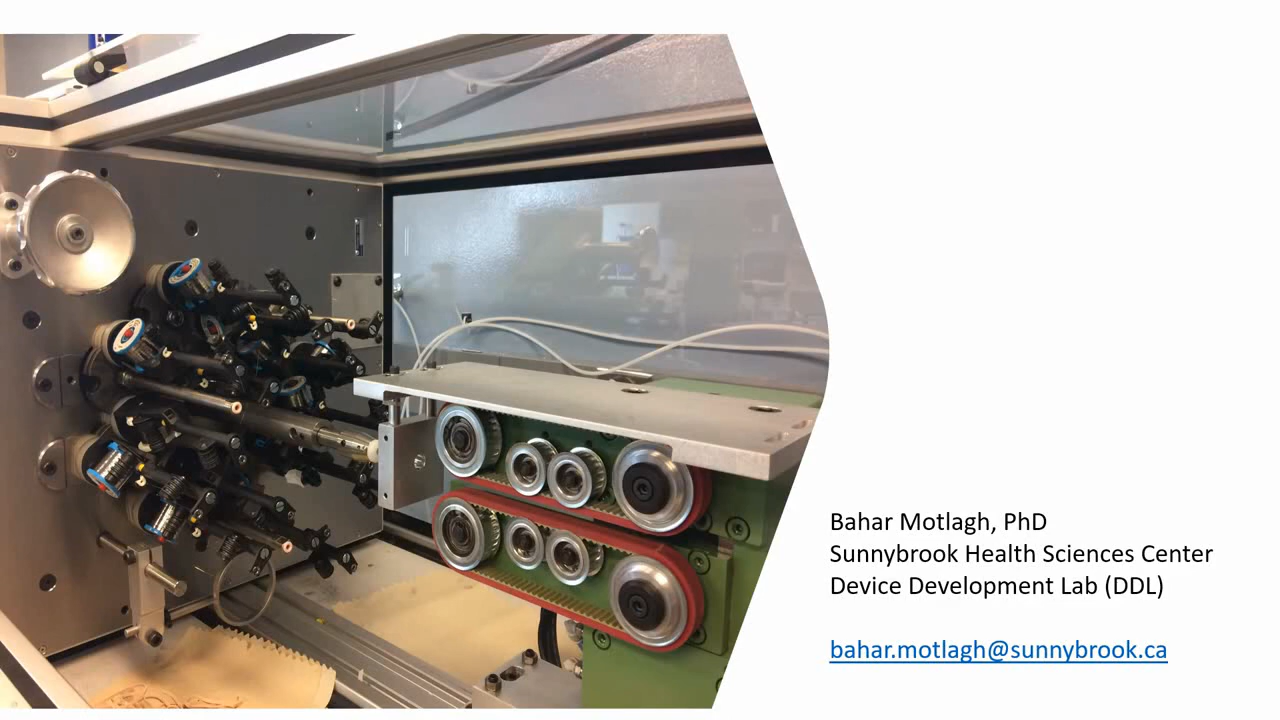 Bahar Motlagh, PhD
Sunnybrook Health Sciences Center
Device Development Lab (DDL)
bahar.motlagh@sunnybrook.ca